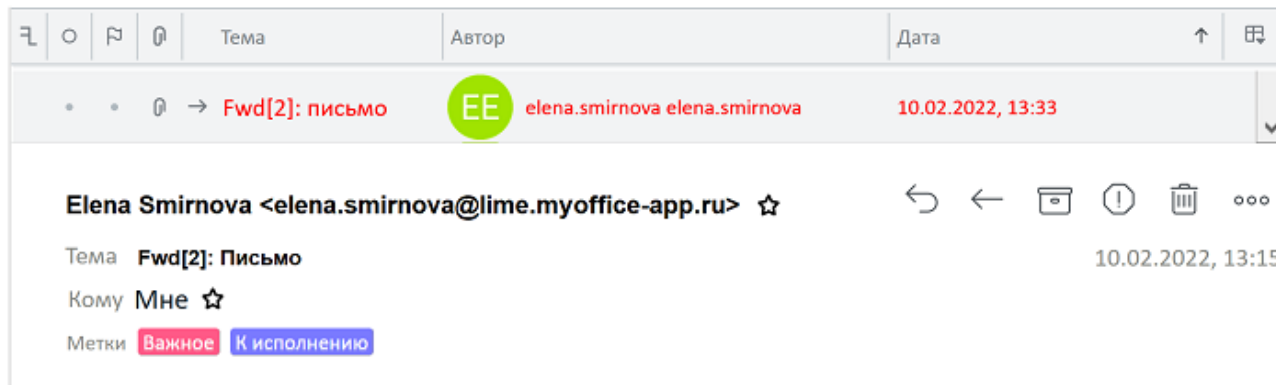 Тема Автор Дата
Fwd[2]: письмо EE elena.smirnova elena.smirnova 10.02.2022, 13:33
Elena Smirnova <elena.smirnova@lime.myoffice-app.ru>
Тема Fwd[2]: Письмо 10.02.2022, 13:15
Кому Мне
Метки Важное К исполнению